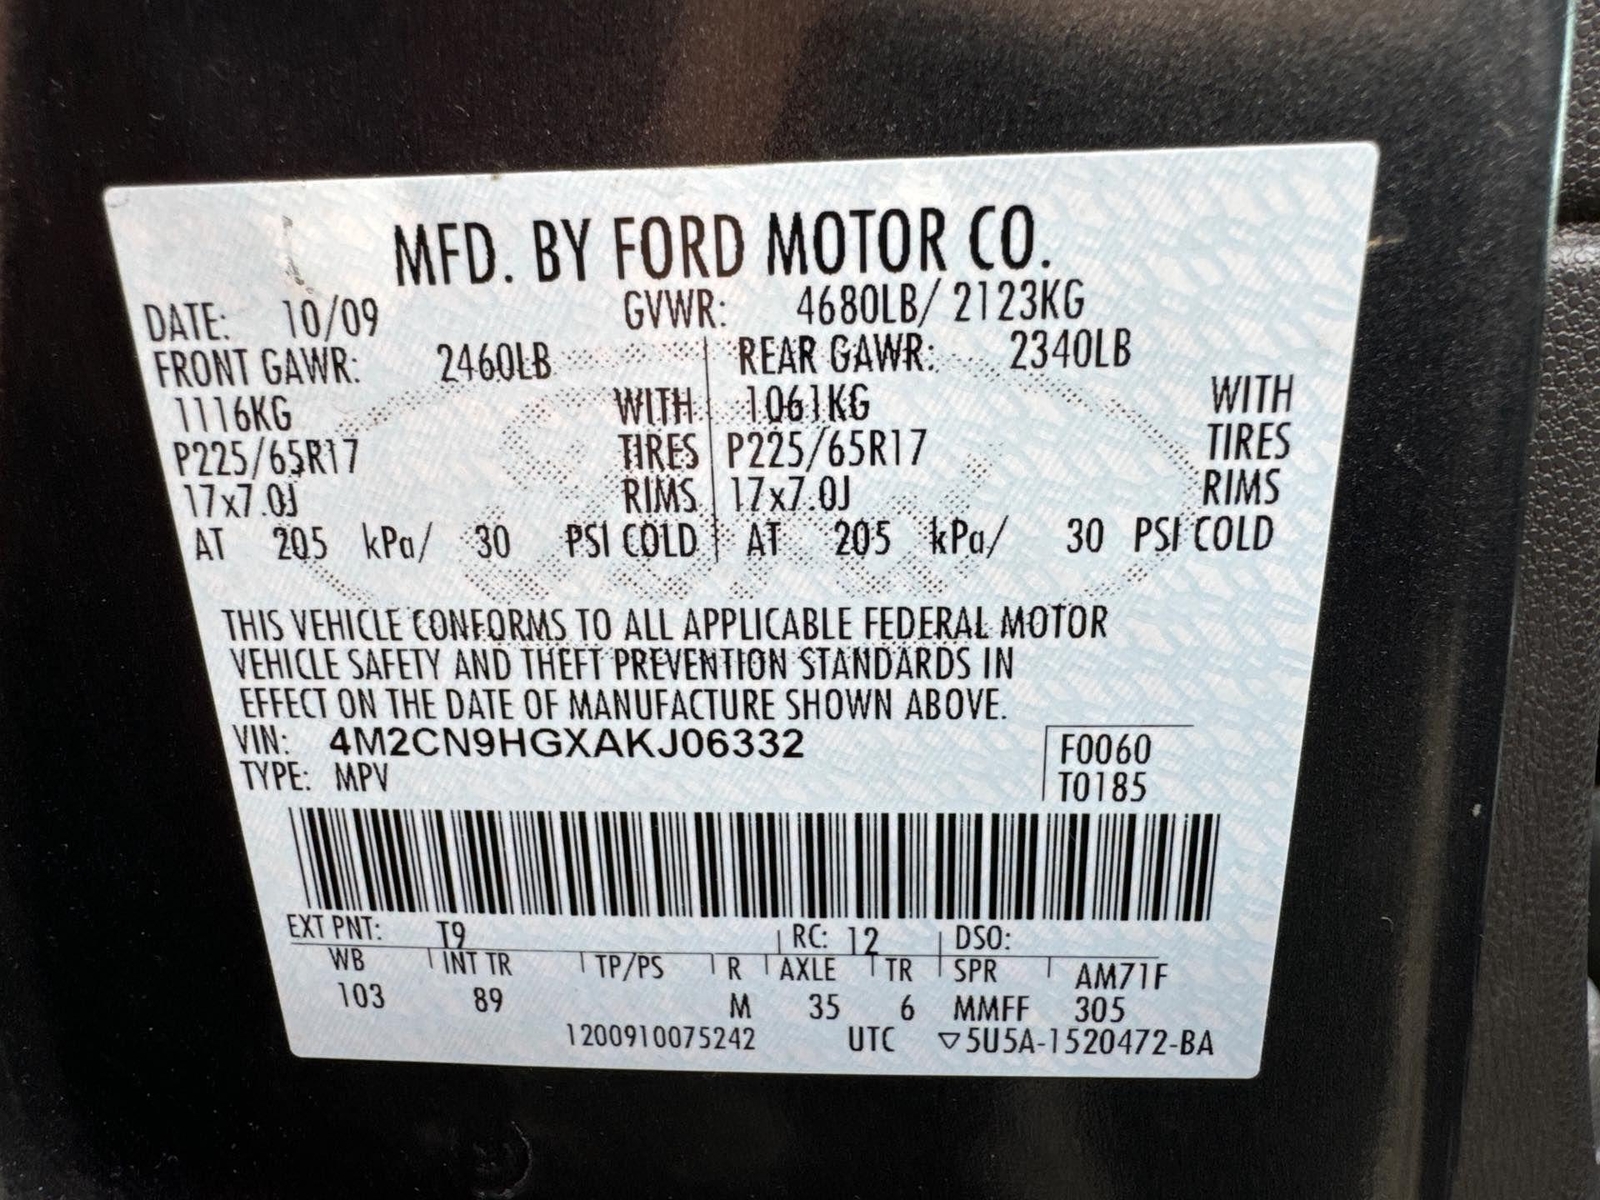 MFD. BY FORD MOTOR CO.
DATE: 10/09 GVWR: 4680LB/ 2123KG
FRONT GAWR: 2460LB REAR GAWR: 2340LB
1116KG WITH 1061KG WITH
P225/65R17 TIRES P225/65R17 TIRES
17x7.0J RIMS 17x7.0J RIMS
AT 205 kPa/ 30 PSI COLD AT 205 kPa/ 30 PSI COLD
THIS VEHICLE CONFORMS TO ALL APPLICABLE FEDERAL MOTOR
VEHICLE SAFETY AND THEFT PREVENTION STANDARDS IN
EFFECT ON THE DATE OF MANUFACTURE SHOWN ABOVE.
VIN: 4M2CN9HGXAKJ06332 F0060
TYPE: MPV T0185
EXT PNT: T9 RC: 12 DSO:
WB INT TR TP/PS R AXLE TR SPR AM71F
103 89 M 35 6 MMFF 305
1200910075242 UTC ▽5U5A-1520472-BA